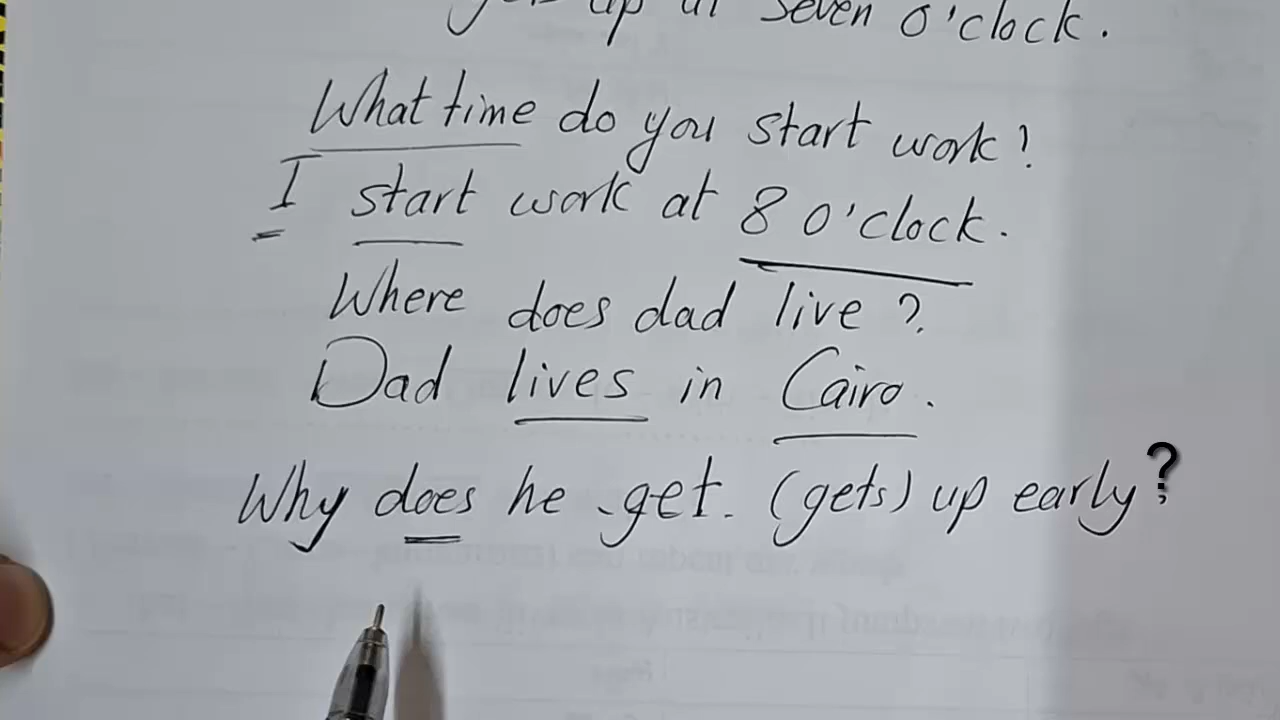 up at seven o'clock.
What time do you start work?
I start work at 8 o'clock.
Where does dad live?
Dad lives in Cairo.
Why does he get. (gets) up early?